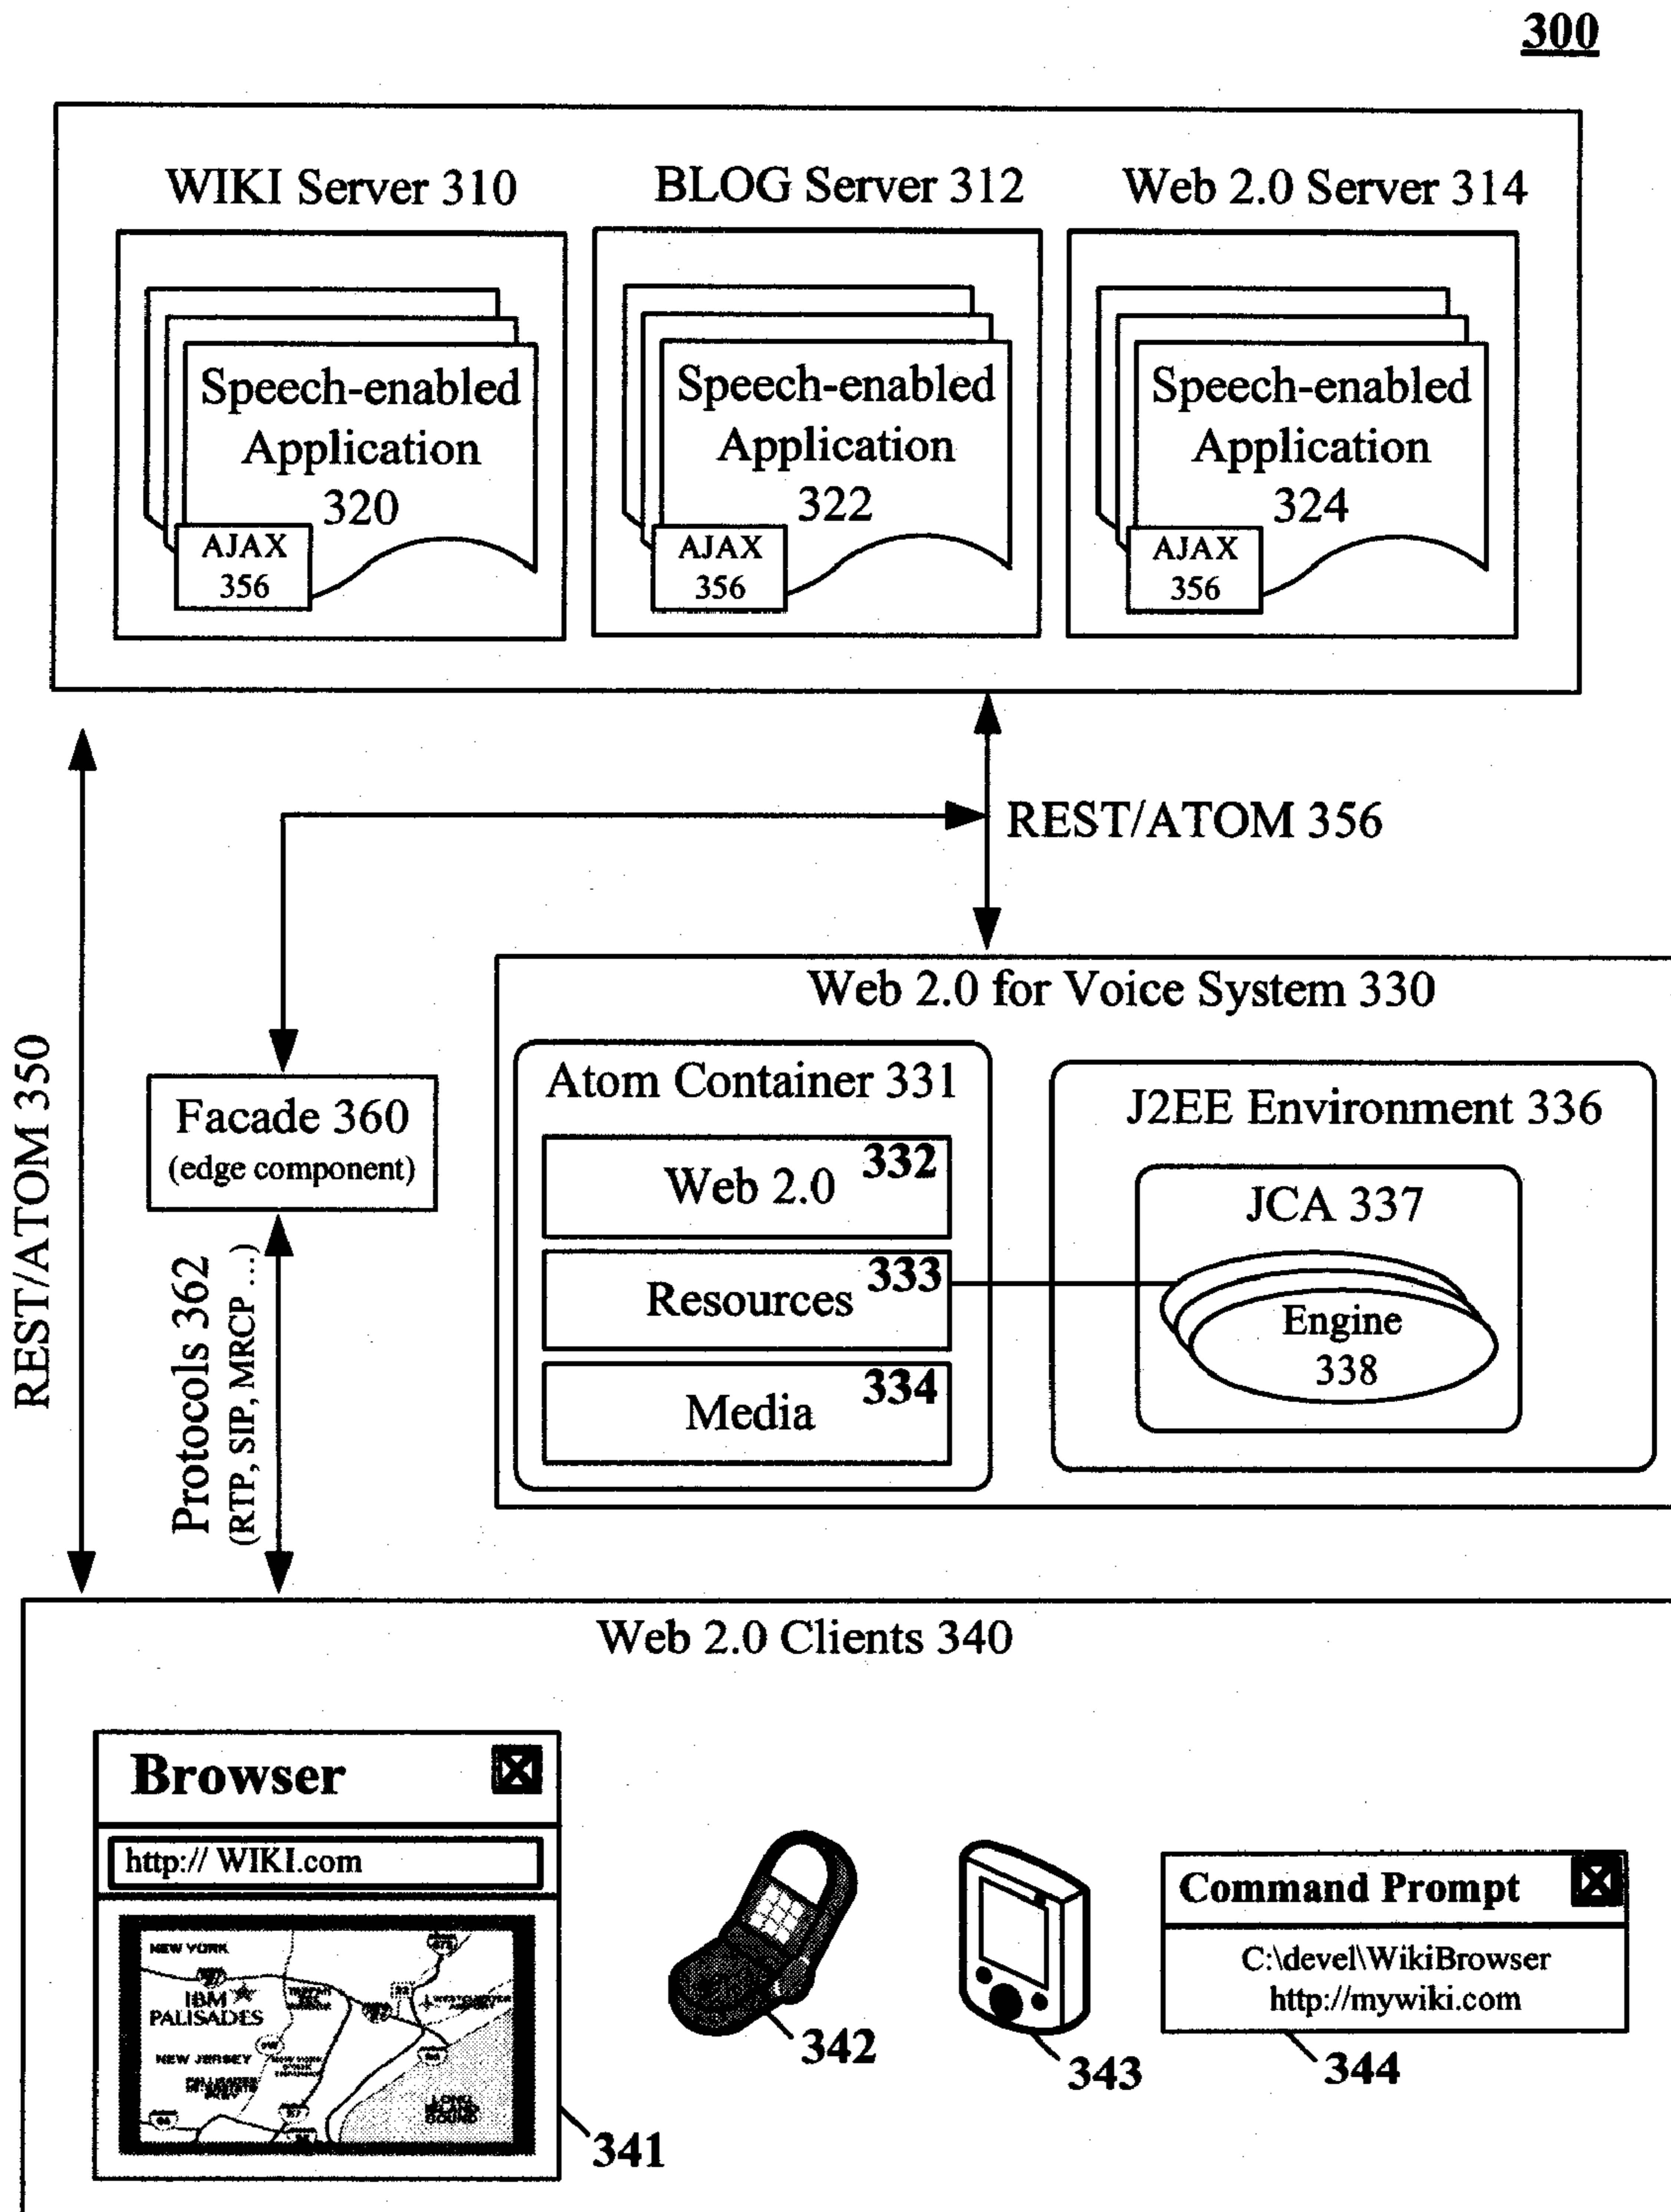 300
WIKI Server 310
BLOG Server 312
Web 2.0 Server 314
Speech-enabled
Application
320
AJAX
356
Speech-enabled
Application
322
AJAX
356
Speech-enabled
Application
324
AJAX
356
REST/ATOM 356
REST/ATOM 350
Facade 360
(edge component)
Protocols 362
(RTP, SIP, MRCP ...)
Web 2.0 for Voice System 330
Atom Container 331
Web 2.0 332
Resources 333
Media 334
J2EE Environment 336
JCA 337
Engine
338
Web 2.0 Clients 340
Browser
http:// WIKI.com
NEW YORK
IBM
PALISADES
NEW JERSEY
LONG
ISLAND
SOUND
341
342
343
Command Prompt
C:\devel\WikiBrowser
http://mywiki.com
344